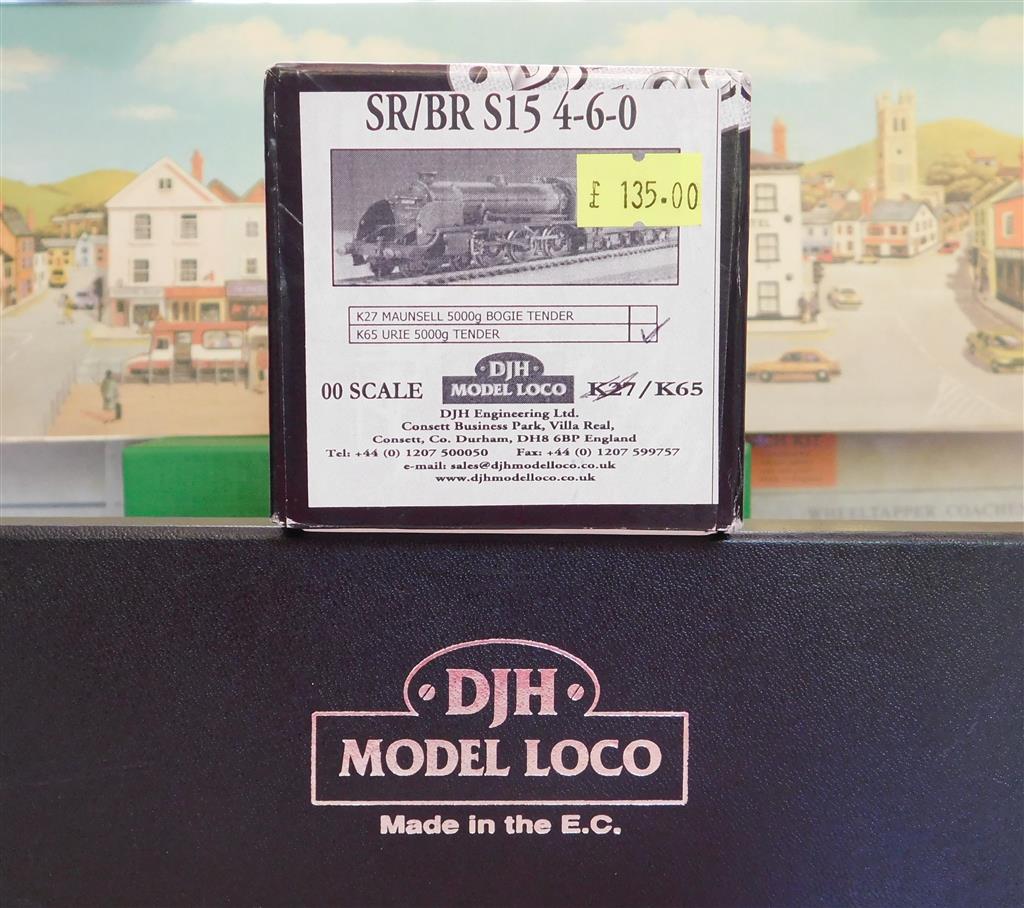 SR/BR S15 4-6-0
£ 135.00
K27 MAUNSELL 5000g BOGIE TENDER
K65 URIE 5000g TENDER ✓
DJH
MODEL LOCO
00 SCALE
K27/K65
DJH Engineering Ltd.
Consett Business Park, Villa Real,
Consett, Co. Durham, DH8 6BP England
Tel: +44 (0) 1207 500050 Fax: +44 (0) 1207 599757
e-mail: sales@djhmodelloco.co.uk
www.djhmodelloco.co.uk
WHEELTAPPER COACHES
DJH
MODEL LOCO
Made in the E.C.